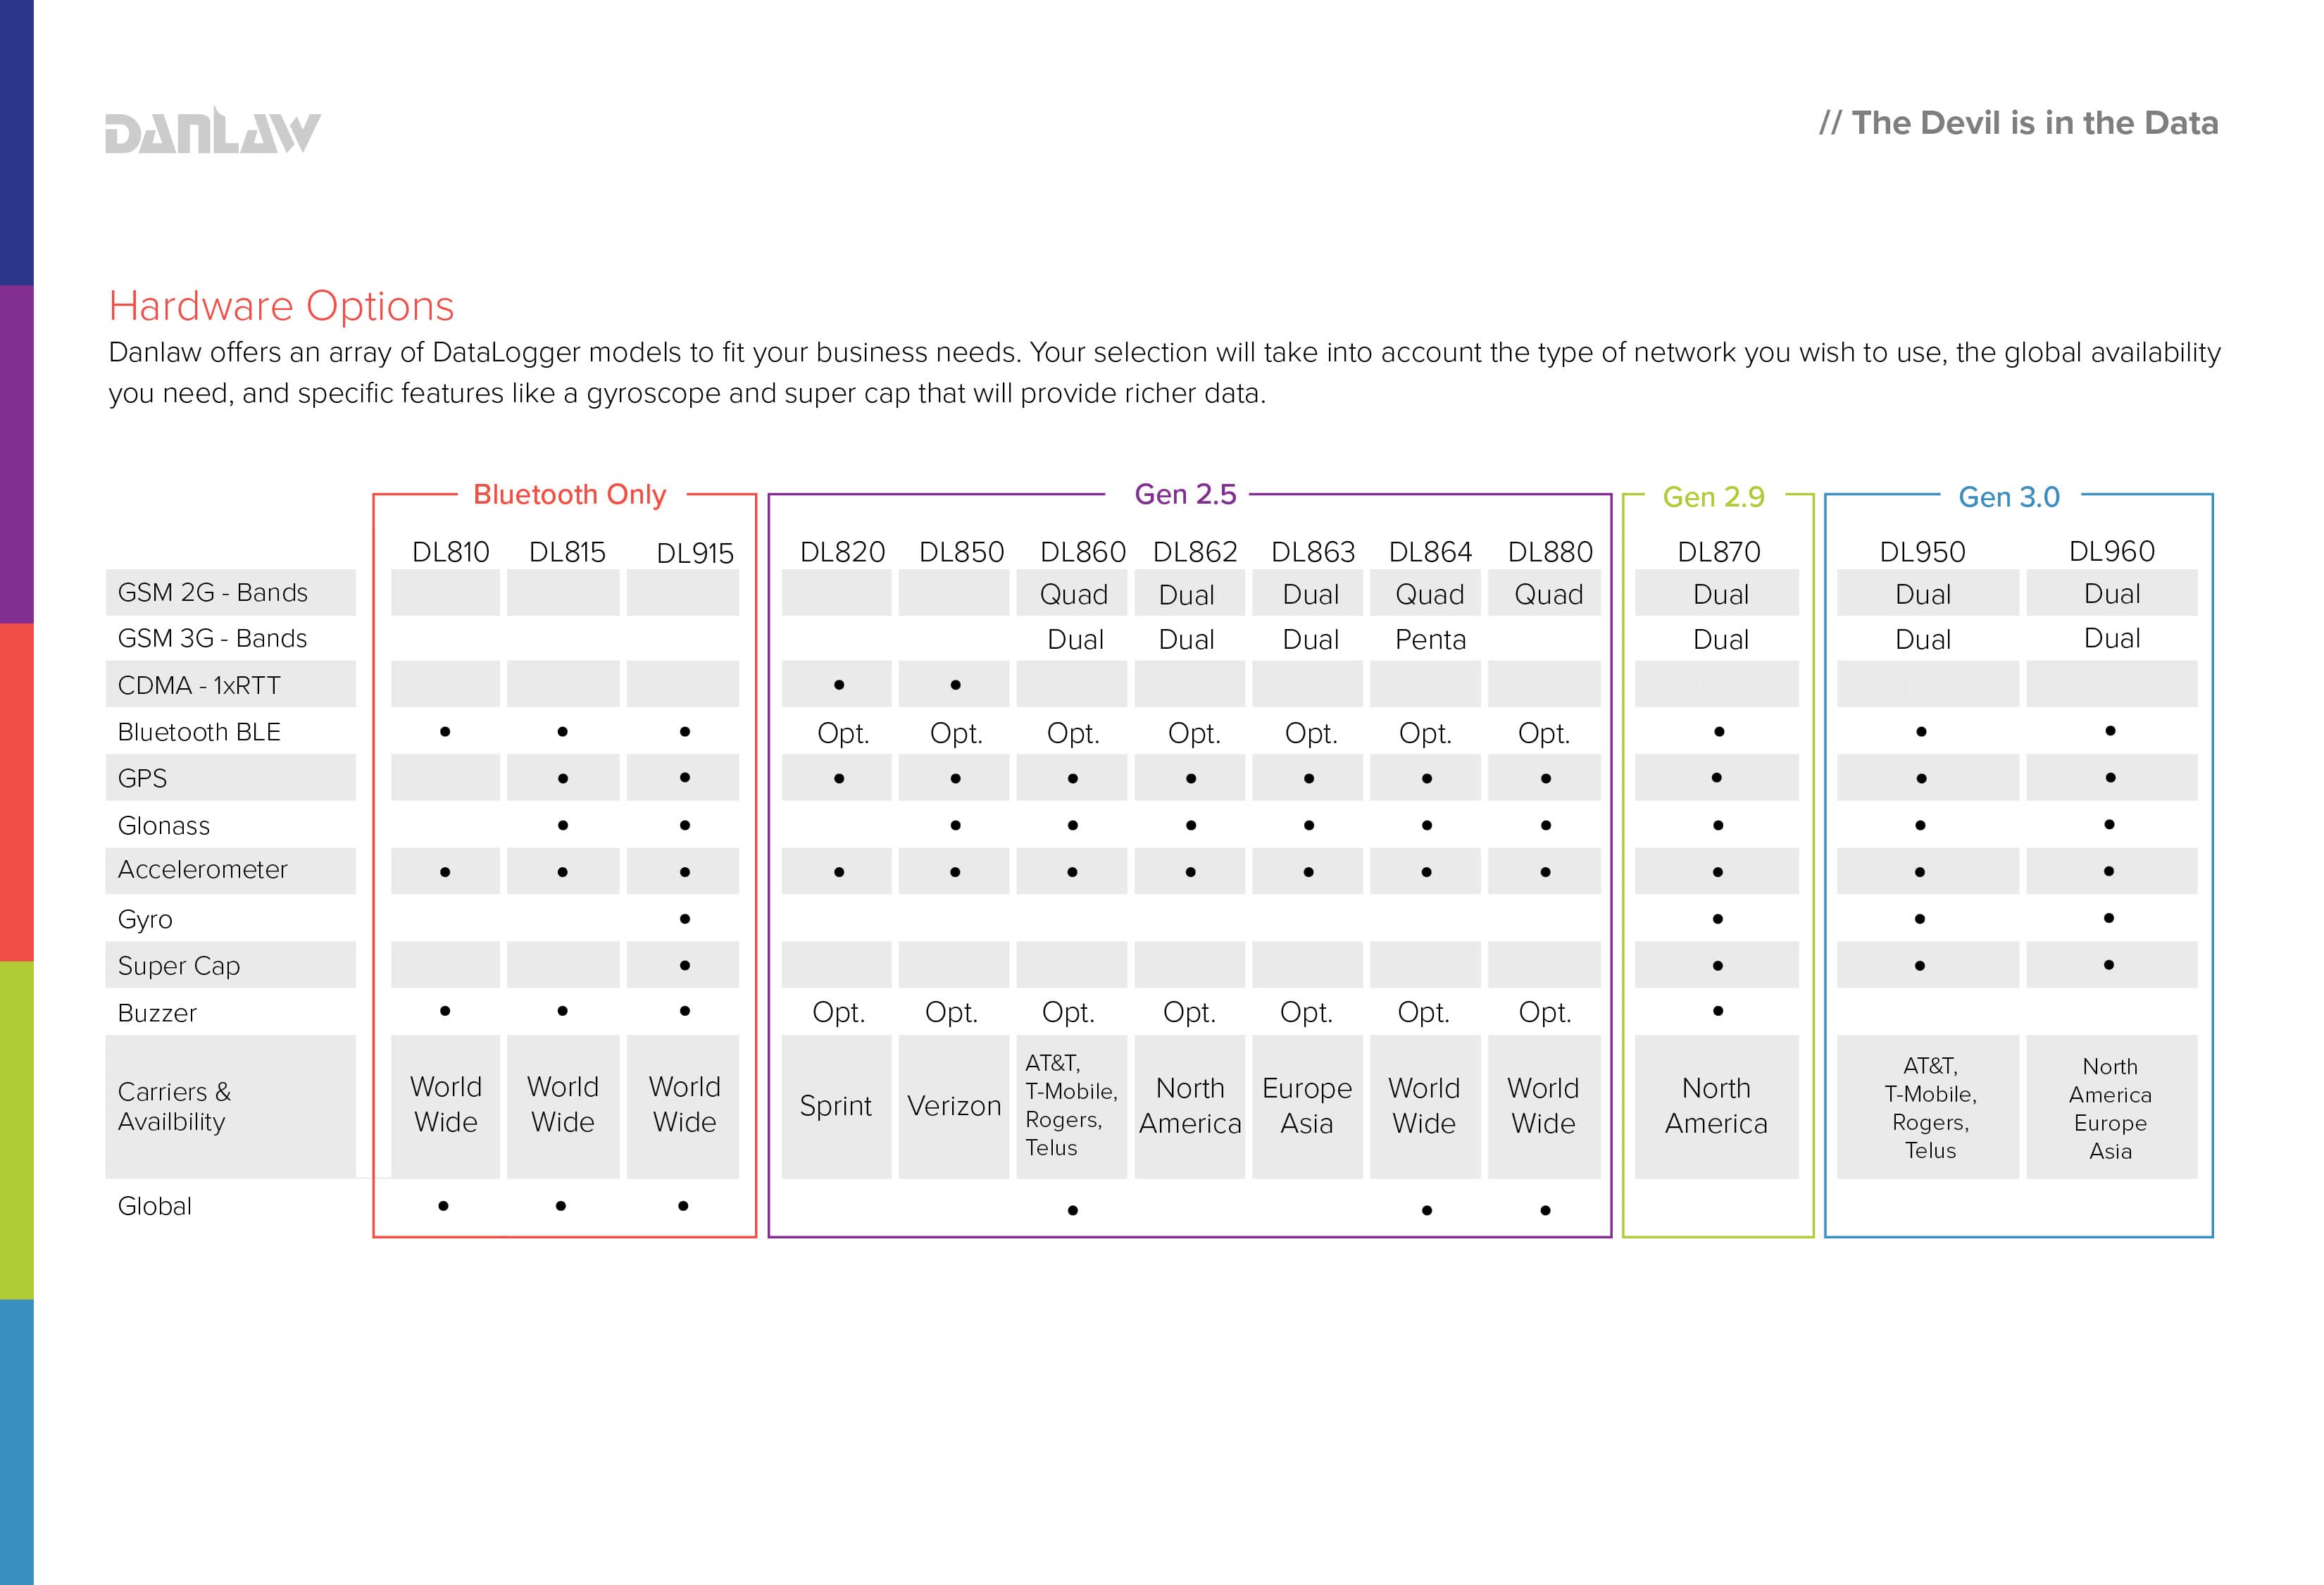 DANLAW
// The Devil is in the Data
Hardware Options
Danlaw offers an array of DataLogger models to fit your business needs. Your selection will take into account the type of network you wish to use, the global availability
you need, and specific features like a gyroscope and super cap that will provide richer data.
Bluetooth Only Gen 2.5 Gen 2.9 Gen 3.0
DL810 DL815 DL915 DL820 DL850 DL860 DL862 DL863 DL864 DL880 DL870 DL950 DL960
GSM 2G - Bands Quad Dual Dual Quad Quad Dual Dual Dual
GSM 3G - Bands Dual Dual Dual Penta Dual Dual Dual
CDMA - 1xRTT • •
Bluetooth BLE • • • Opt. Opt. Opt. Opt. Opt. Opt. Opt. • • •
GPS • • • • • • • • • • • •
Glonass • • • • • • • • • • •
Accelerometer • • • • • • • • • • • • •
Gyro • • • •
Super Cap • • • •
Buzzer • • • Opt. Opt. Opt. Opt. Opt. Opt. Opt. •
Carriers &
Availbility
World
Wide
World
Wide
World
Wide
Sprint
Verizon
AT&T,
T-Mobile,
Rogers,
Telus
North
America
Europe
Asia
World
Wide
World
Wide
North
America
AT&T,
T-Mobile,
Rogers,
Telus
North
America
Europe
Asia
Global • • • • • •